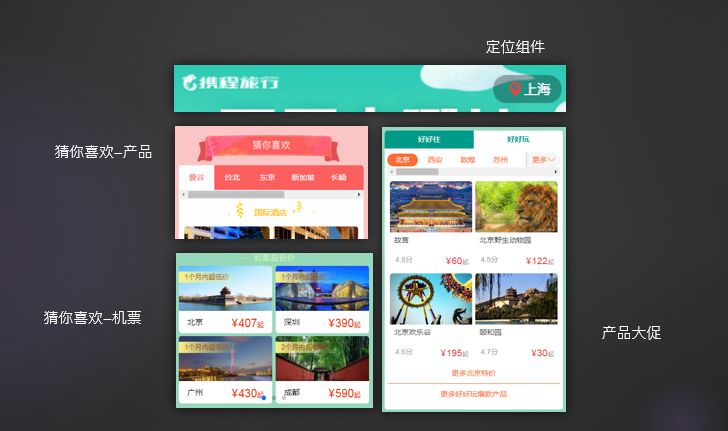 定位组件
携程旅行
上海
猜你喜欢–产品
猜你喜欢
曼谷 台北 东京 新加坡 长崎
国际酒店
好好住 好好玩
北京 西安 敦煌 苏州 更多
故宫
4.8分 ¥60起
北京野生动物园
4.8分 ¥122起
北京欢乐谷
4.6分 ¥195起
颐和园
4.7分 ¥30起
更多北京特价
更多好好玩爆款产品
机票超低价
猜你喜欢–机票
1个月内超低价
北京 ¥407起
1个月内超低价
深圳 ¥390起
1个月内超低价
广州 ¥430起
2个月内超低价
成都 ¥590起
产品大促